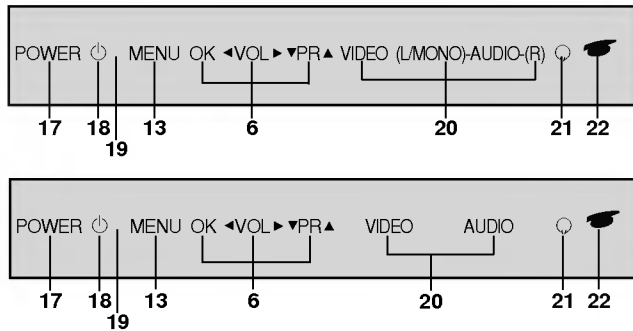 POWER ⏻ MENU OK ◄VOL► ▼PR▲ VIDEO (L/MONO)-AUDIO-(R)
17 18 13 6 20 21 22
19
POWER ⏻ MENU OK ◄VOL► ▼PR▲ VIDEO AUDIO
17 18 13 6 20 21 22
19